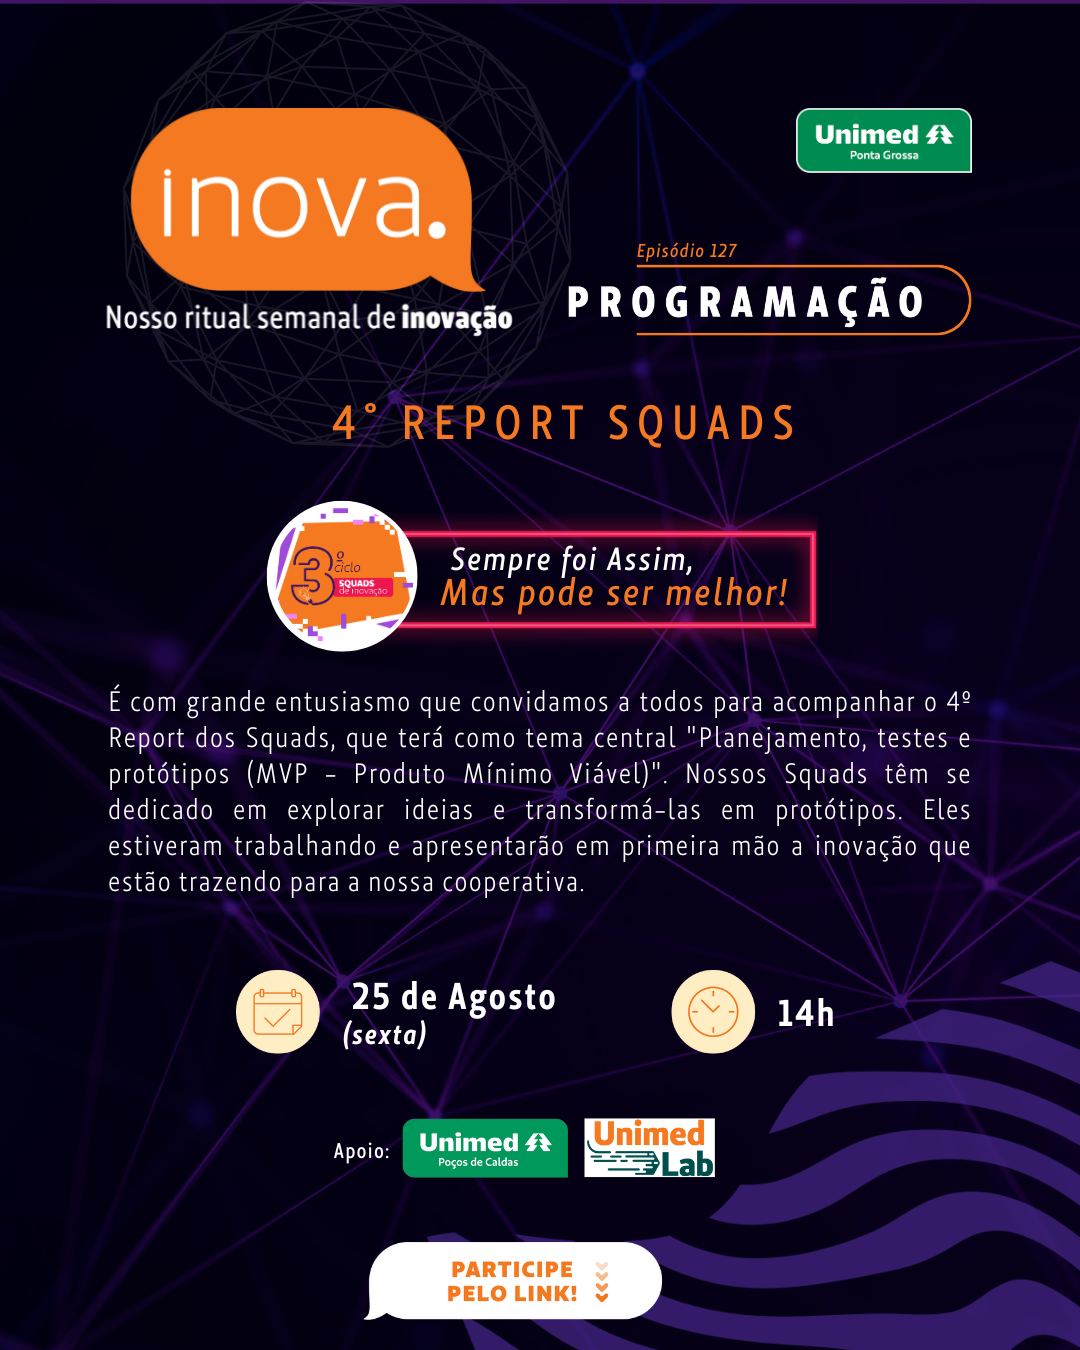 inova.
Nosso ritual semanal de inovação
Unimed
Ponta Grossa
Episódio 127
PROGRAMAÇÃO
4° REPORT SQUADS
3º
ciclo
SQUADS
de inovação
Sempre foi Assim,
Mas pode ser melhor!
É com grande entusiasmo que convidamos a todos para acompanhar o 4º
Report dos Squads, que terá como tema central "Planejamento, testes e
protótipos (MVP – Produto Mínimo Viável)". Nossos Squads têm se
dedicado em explorar ideias e transformá-las em protótipos. Eles
estiveram trabalhando e apresentarão em primeira mão a inovação que
estão trazendo para a nossa cooperativa.
25 de Agosto
(sexta)
14h
Apoio:
Unimed
Poços de Caldas
Unimed
Lab
PARTICIPE
PELO LINK!